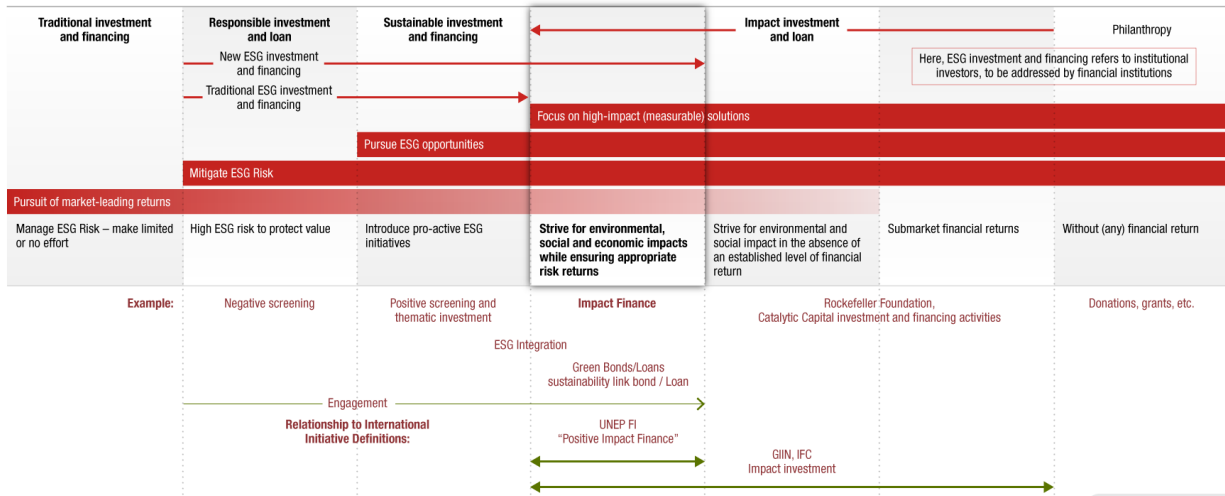 Traditional investment
and financing
Responsible investment
and loan
Sustainable investment
and financing
Impact investment
and loan
Philanthropy
New ESG investment
and financing
Here, ESG investment and financing refers to institutional
investors, to be addressed by financial institutions
Traditional ESG investment
and financing
Focus on high-impact (measurable) solutions
Pursue ESG opportunities
Mitigate ESG Risk
Pursuit of market-leading returns
Manage ESG Risk – make limited
or no effort
High ESG risk to protect value
Introduce pro-active ESG
initiatives
Strive for environmental,
social and economic impacts
while ensuring appropriate
risk returns
Strive for environmental and
social impact in the absence of
an established level of financial
return
Submarket financial returns
Without (any) financial return
Example:
Negative screening
Positive screening and
thematic investment
Impact Finance
Rockefeller Foundation,
Catalytic Capital investment and financing activities
Donations, grants, etc.
ESG Integration
Green Bonds/Loans
sustainability link bond / Loan
Engagement
Relationship to International
Initiative Definitions:
UNEP FI
“Positive Impact Finance”
GIIN, IFC
Impact investment